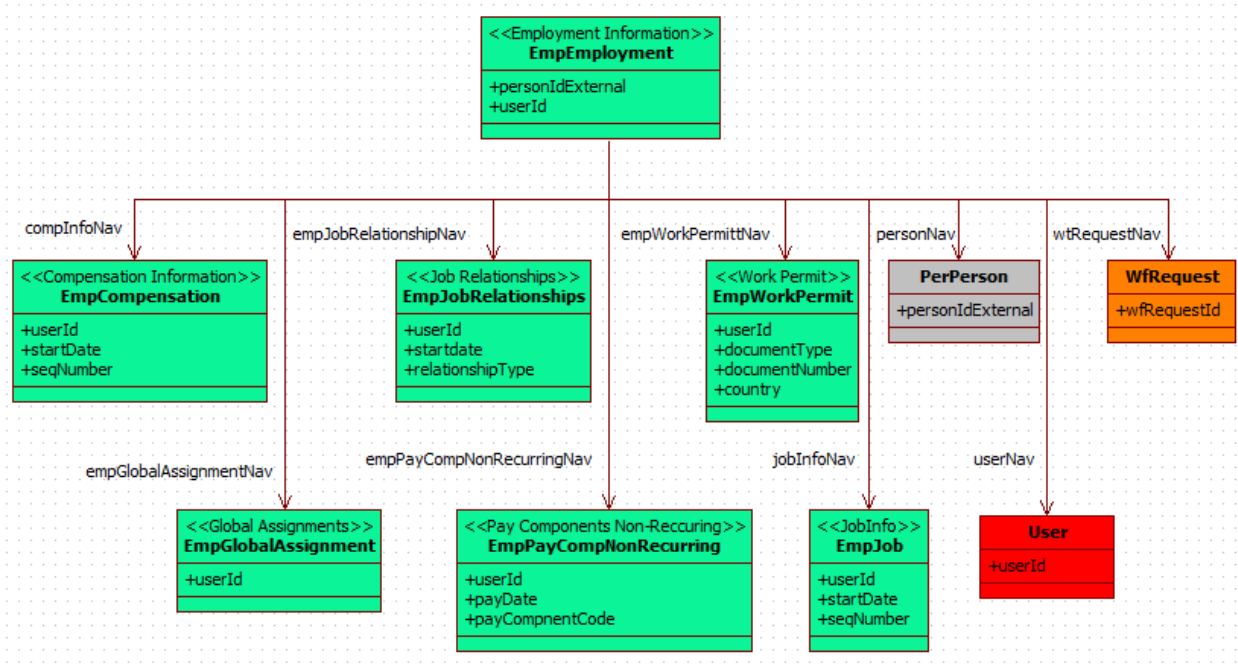 <<Employment Information>>
EmpEmployment
+personIdExternal
+userId
compInfoNav
empJobRelationshipNav
empWorkPermittNav
personNav
wtRequestNav
<<Compensation Information>>
EmpCompensation
+userId
+startDate
+seqNumber
<<Job Relationships>>
EmpJobRelationships
+userId
+startdate
+relationshipType
<<Work Permit>>
EmpWorkPermit
+userId
+documentType
+documentNumber
+country
PerPerson
+personIdExternal
WfRequest
+wfRequestId
empGlobalAssignmentNav
empPayCompNonRecurringNav
jobInfoNav
userNav
<<Global Assignments>>
EmpGlobalAssignment
+userId
<<Pay Components Non-Reccuring>>
EmpPayCompNonRecurring
+userId
+payDate
+payCompnentCode
<<JobInfo>>
EmpJob
+userId
+startDate
+seqNumber
User
+userId